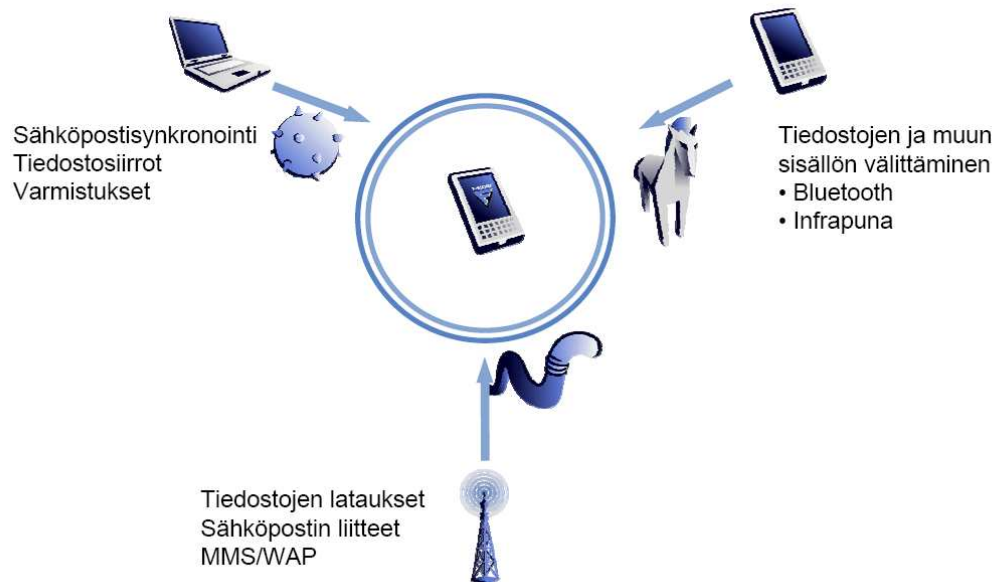 Sähköpostisynkronointi
Tiedostosiirrot
Varmistukset
Tiedostojen ja muun
sisällön välittäminen
• Bluetooth
• Infrapuna
Tiedostojen lataukset
Sähköpostin liitteet
MMS/WAP